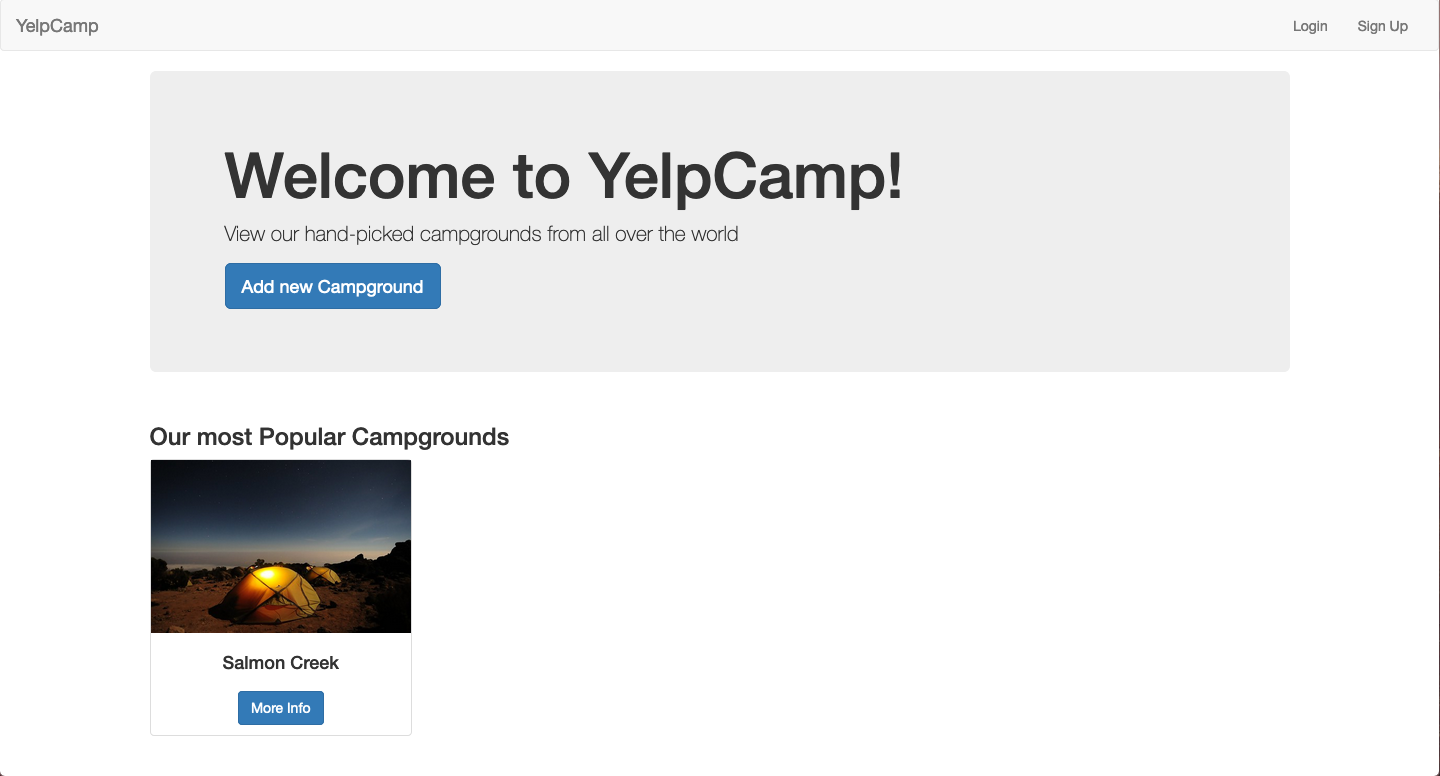 YelpCamp
Login
Sign Up
Welcome to YelpCamp!
View our hand-picked campgrounds from all over the world
Add new Campground
Our most Popular Campgrounds
Salmon Creek
More Info